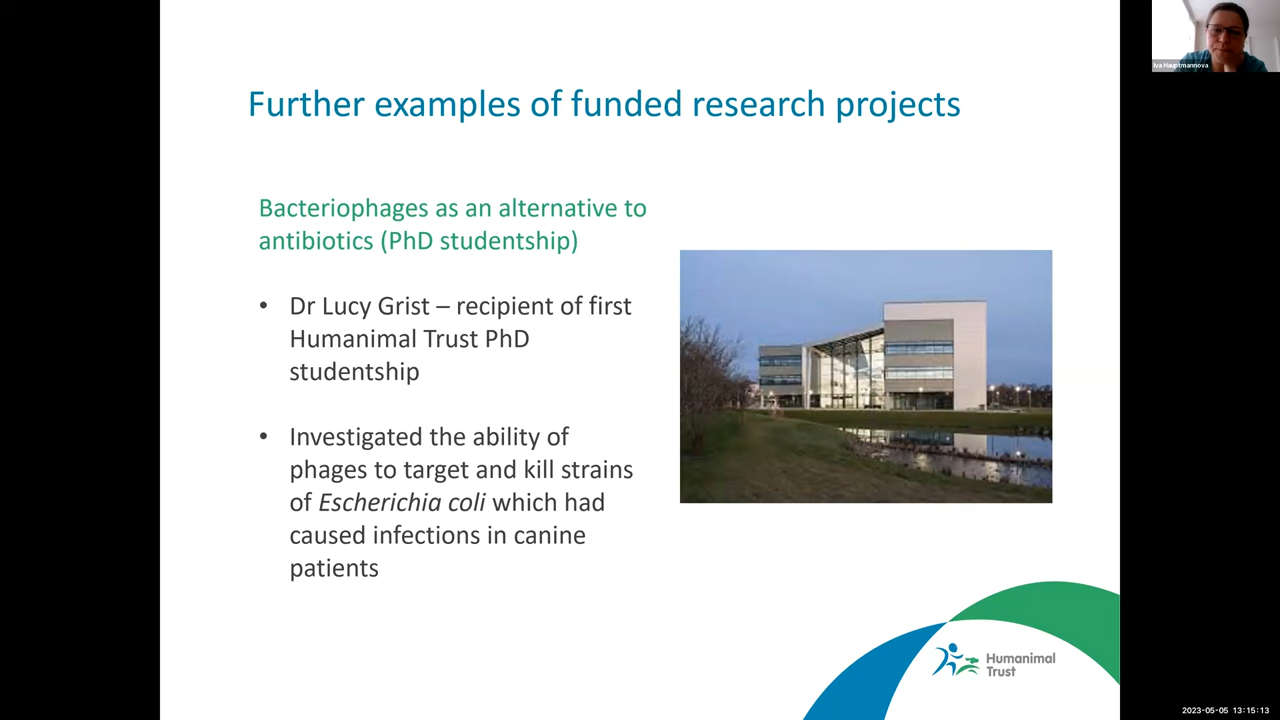 Iva Hauptmannova
Further examples of funded research projects
Bacteriophages as an alternative to
antibiotics (PhD studentship)
• Dr Lucy Grist – recipient of first
Humanimal Trust PhD
studentship
• Investigated the ability of
phages to target and kill strains
of Escherichia coli which had
caused infections in canine
patients
Humanimal
Trust
2023-05-05 13:15:13